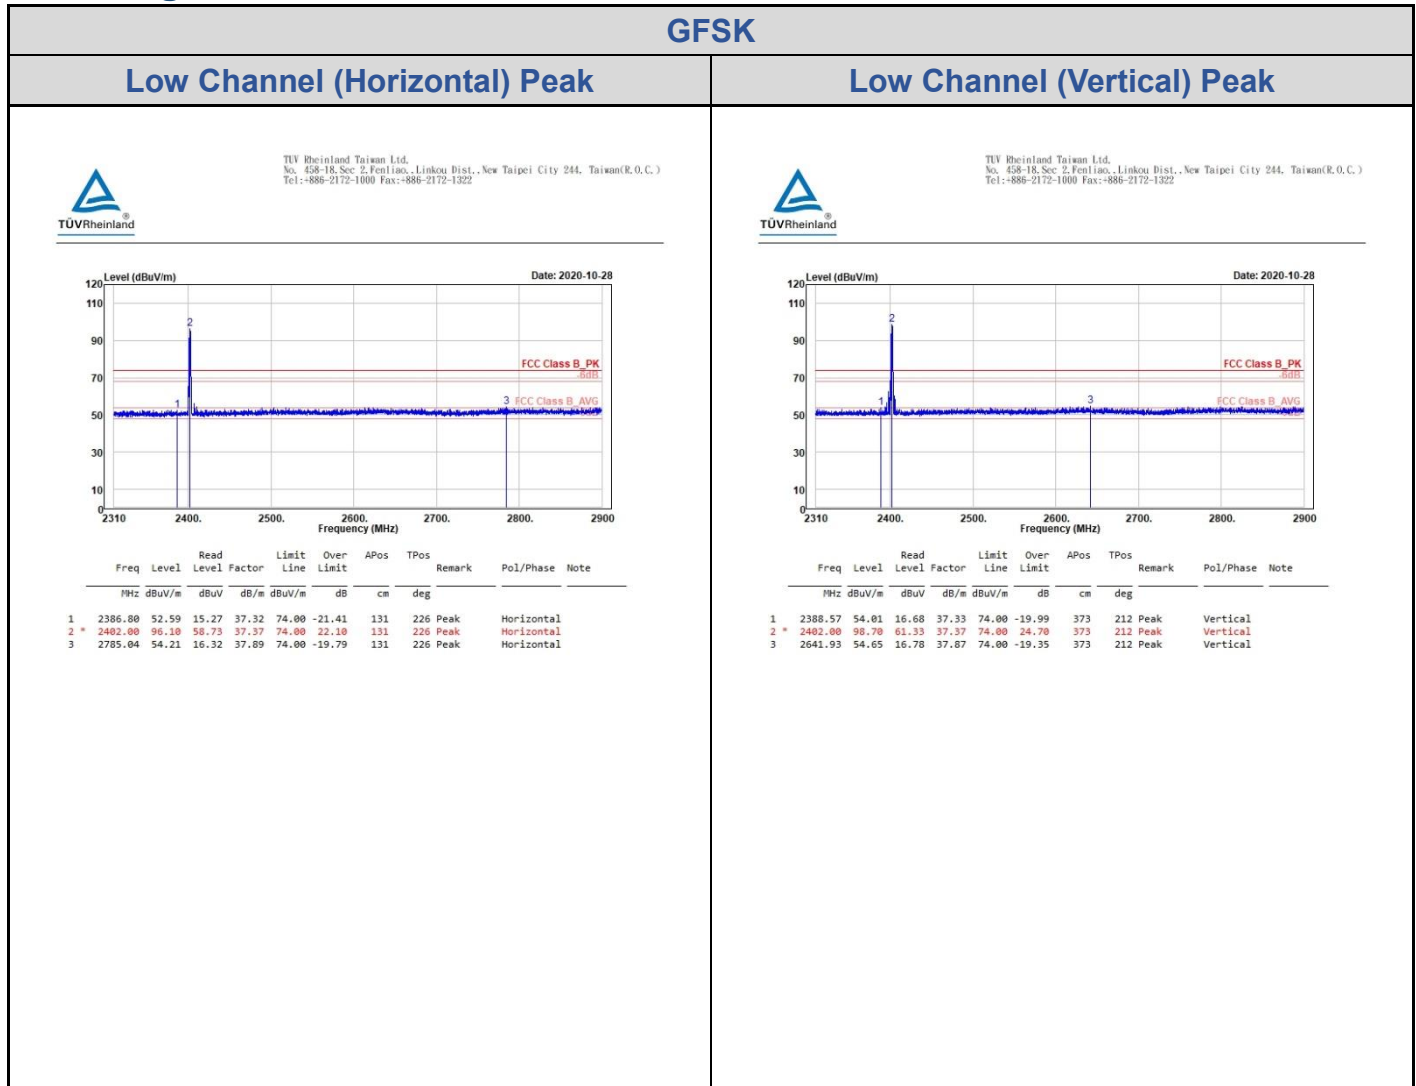 GFSK
Low Channel (Horizontal) Peak
Low Channel (Vertical) Peak
TÜVRheinland ®
TUV Rheinland Taiwan Ltd.
No. 458-18.Sec 2.Fenliao..Linkou Dist..New Taipei City 244. Taiwan(R.O.C.)
Tel:+886-2172-1000 Fax:+886-2172-1322
Level (dBuV/m)
Date: 2020-10-28
120
110
90
70
50
30
10
0
2
1
3
FCC Class B_PK
-6dB
FCC Class B_AVG
2310 2400. 2500. 2600. 2700. 2800. 2900
Frequency (MHz)
Read Limit Over APos TPos
Freq Level Level Factor Line Limit Remark Pol/Phase Note
MHz dBuV/m dBuV dB/m dBuV/m dB cm deg
1 2386.80 52.59 15.27 37.32 74.00 -21.41 131 226 Peak Horizontal
2 * 2402.00 96.10 58.73 37.37 74.00 22.10 131 226 Peak Horizontal
3 2785.04 54.21 16.32 37.89 74.00 -19.79 131 226 Peak Horizontal
TÜVRheinland ®
TUV Rheinland Taiwan Ltd.
No. 458-18.Sec 2.Fenliao..Linkou Dist..New Taipei City 244. Taiwan(R.O.C.)
Tel:+886-2172-1000 Fax:+886-2172-1322
Level (dBuV/m)
Date: 2020-10-28
120
110
90
70
50
30
10
0
2
1
3
FCC Class B_PK
-6dB
FCC Class B_AVG
2310 2400. 2500. 2600. 2700. 2800. 2900
Frequency (MHz)
Read Limit Over APos TPos
Freq Level Level Factor Line Limit Remark Pol/Phase Note
MHz dBuV/m dBuV dB/m dBuV/m dB cm deg
1 2388.57 54.01 16.68 37.33 74.00 -19.99 373 212 Peak Vertical
2 * 2402.00 98.70 61.33 37.37 74.00 24.70 373 212 Peak Vertical
3 2641.93 54.65 16.78 37.87 74.00 -19.35 373 212 Peak Vertical